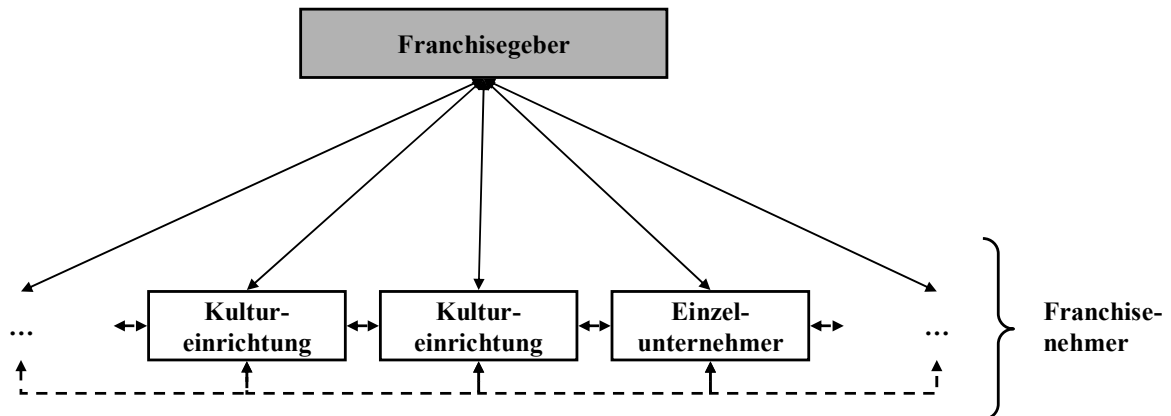 Franchisegeber
...
Kultur-
einrichtung
Kultur-
einrichtung
Einzel-
unternehmer
...
Franchise-
nehmer